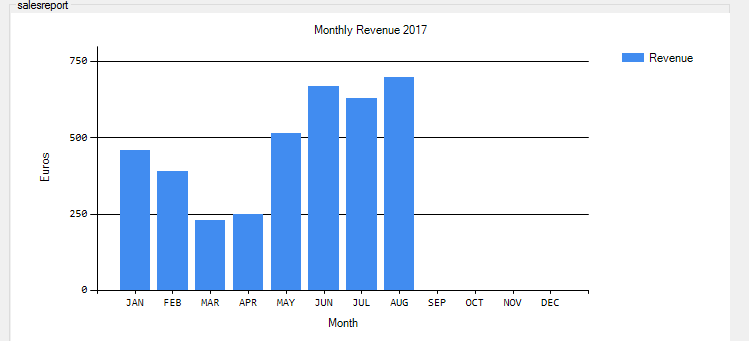 salesreport
Monthly Revenue 2017
Revenue
750
500
250
0
Euros
JAN FEB MAR APR MAY JUN JUL AUG SEP OCT NOV DEC
Month